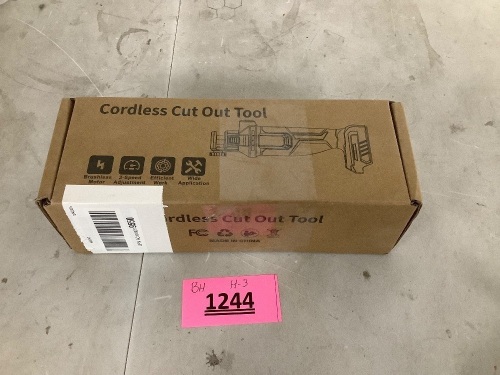 Cordless Cut Out Tool
Brushless Motor
2-Speed Adjustment
Efficient Work
Wide Application
rdless Cut Out Tool
FC
BH H-3
1244